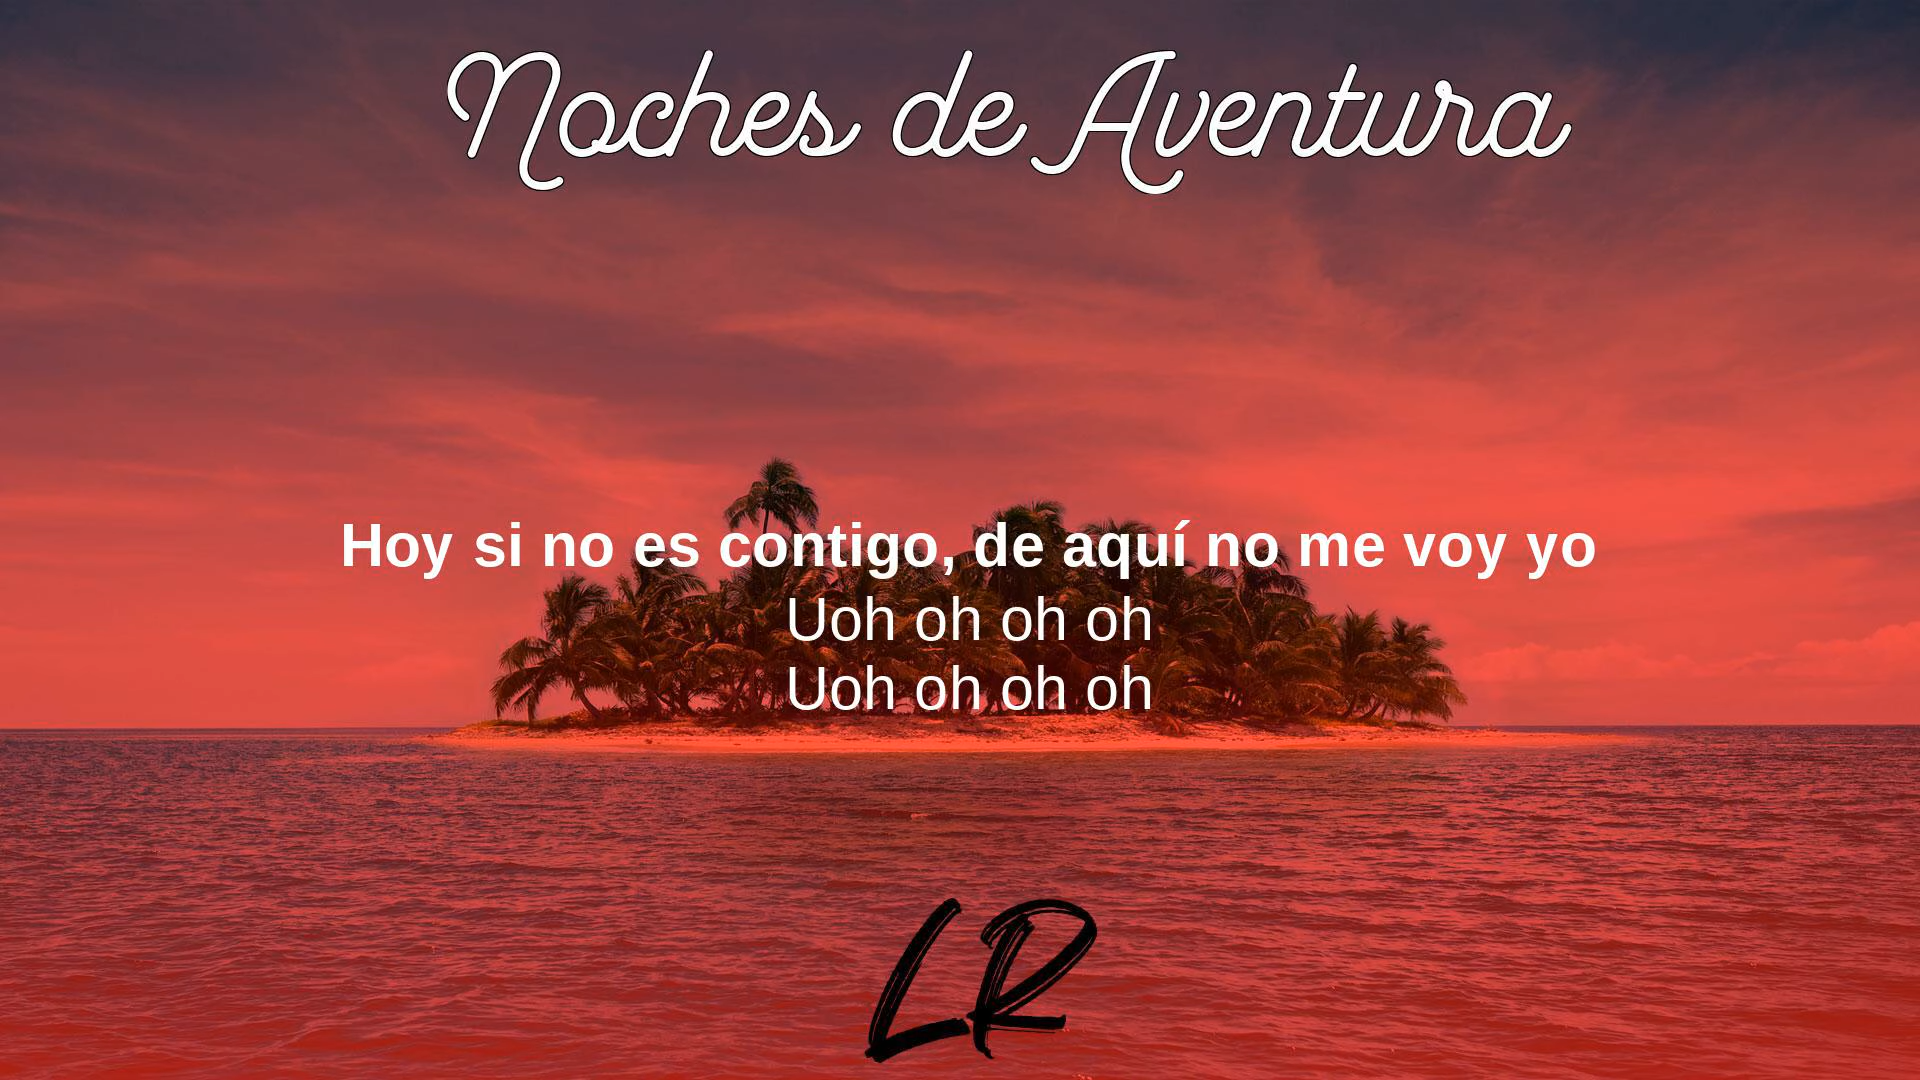 Noches de Aventura
Hoy si no es contigo, de aquí no me voy yo
Uoh oh oh oh
Uoh oh oh oh
LR